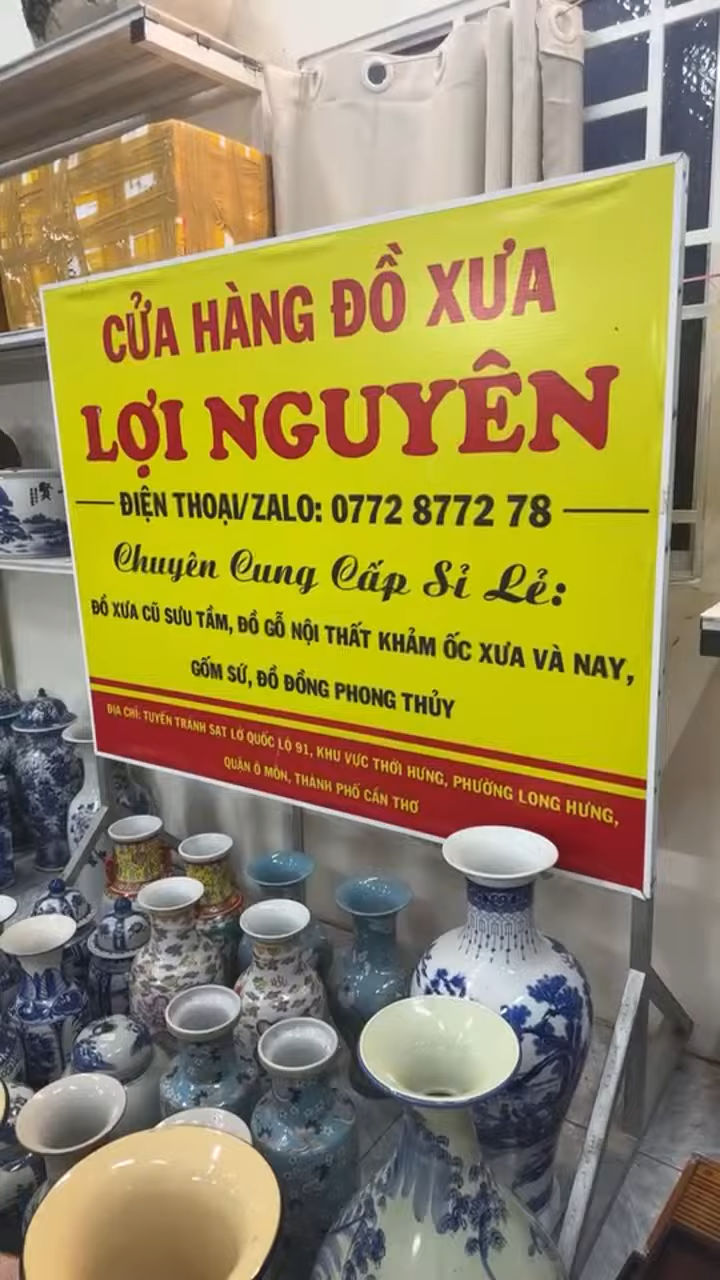 CỬA HÀNG ĐỒ XƯA
LỢI NGUYÊN
ĐIỆN THOẠI/ZALO: 0772 8772 78
Chuyên Cung Cấp Sỉ Lẻ:
ĐỒ XƯA CŨ SƯU TẦM, ĐỒ GỖ NỘI THẤT KHẢM ỐC XƯA VÀ NAY,
GỐM SỨ, ĐỒ ĐỒNG PHONG THỦY
ĐỊA CHỈ: TUYẾN TRÁNH SẠT LỞ QUỐC LỘ 91, KHU VỰC THỚI HƯNG, PHƯỜNG LONG HƯNG,
QUẬN Ô MÔN, THÀNH PHỐ CẦN THƠ